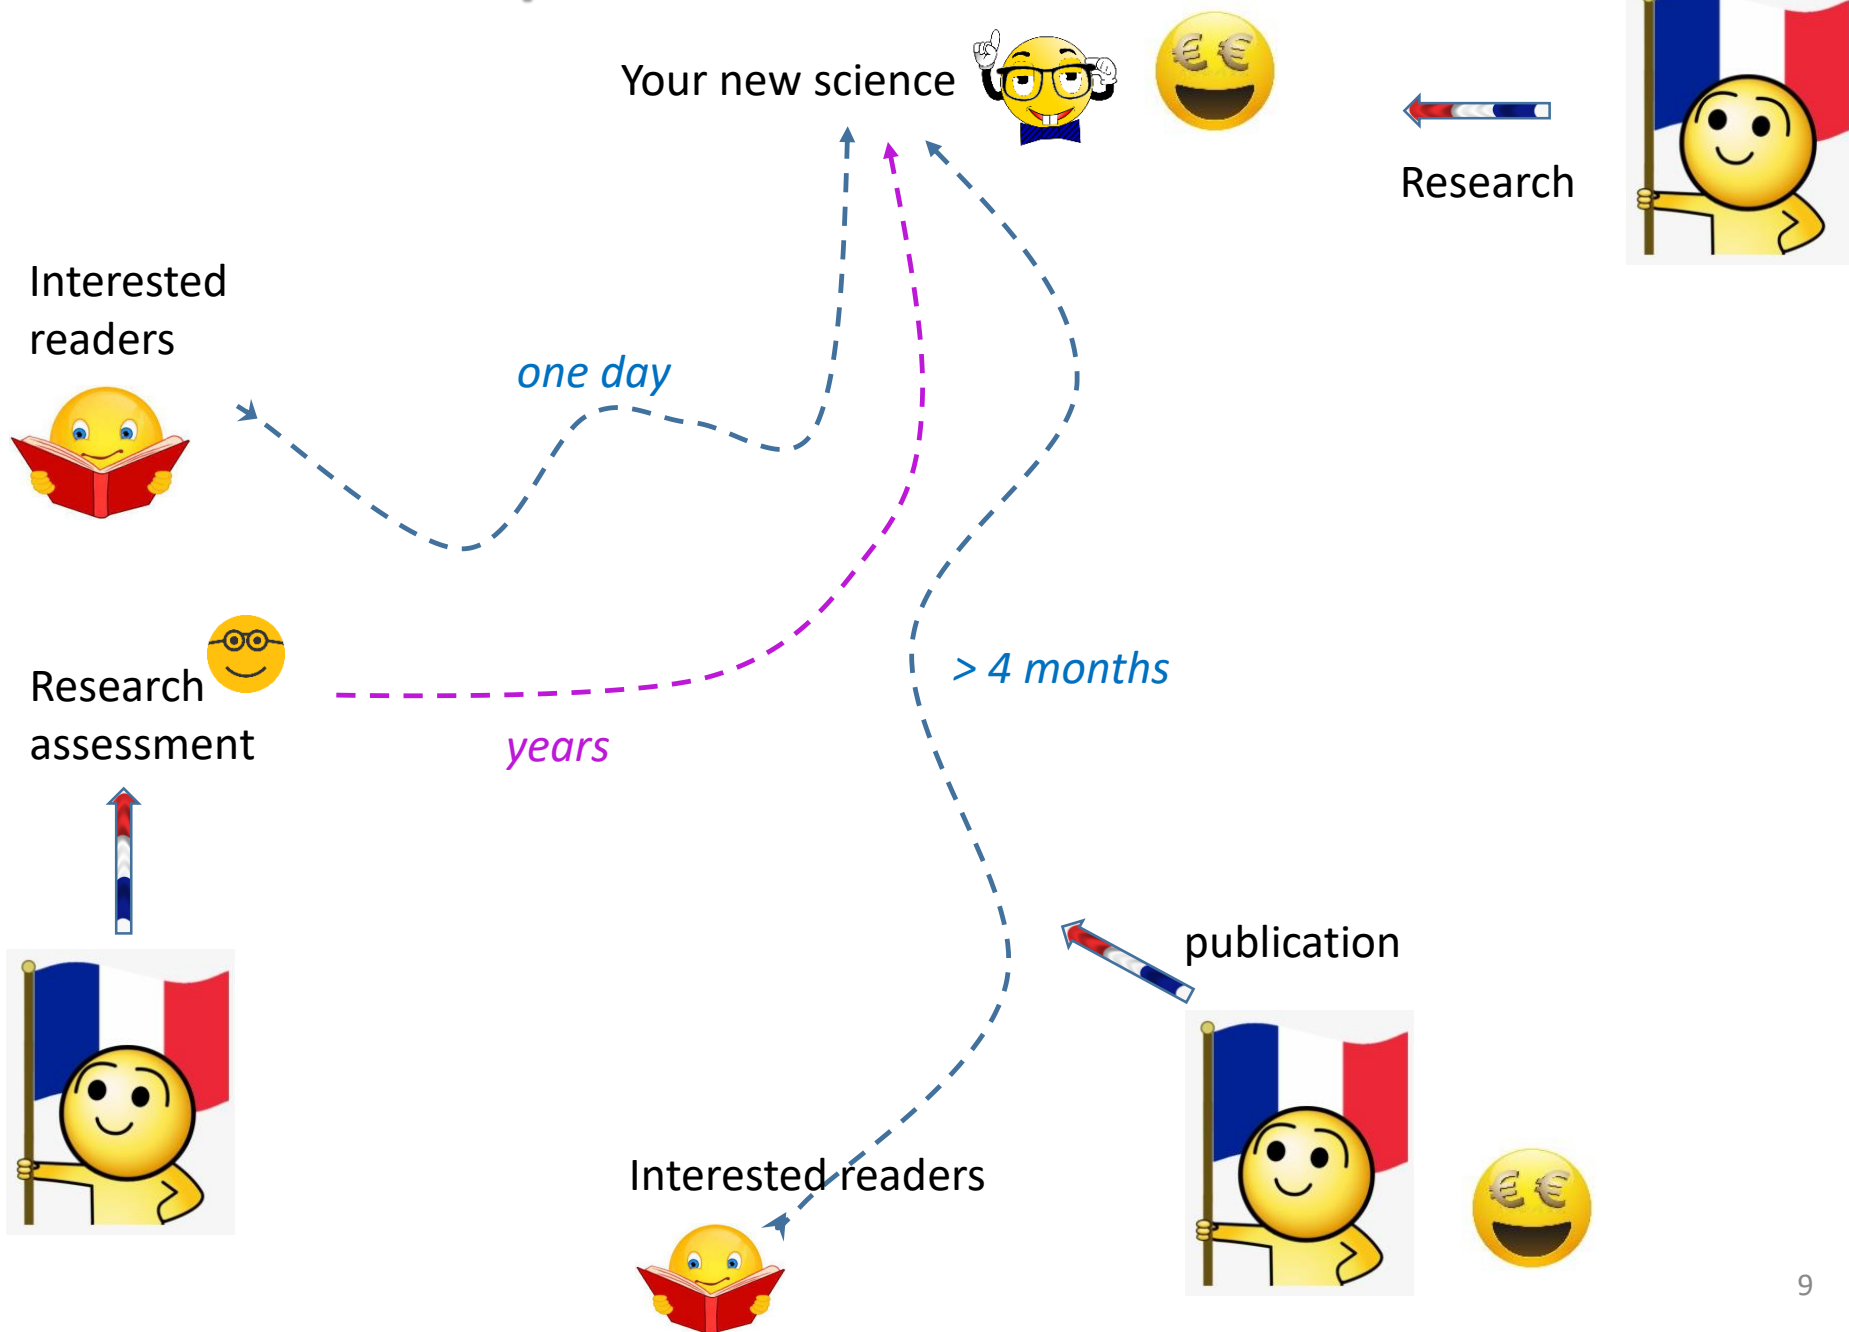 Your new science
Research
Interested
readers
one day
Research
assessment
years
> 4 months
publication
Interested readers
9